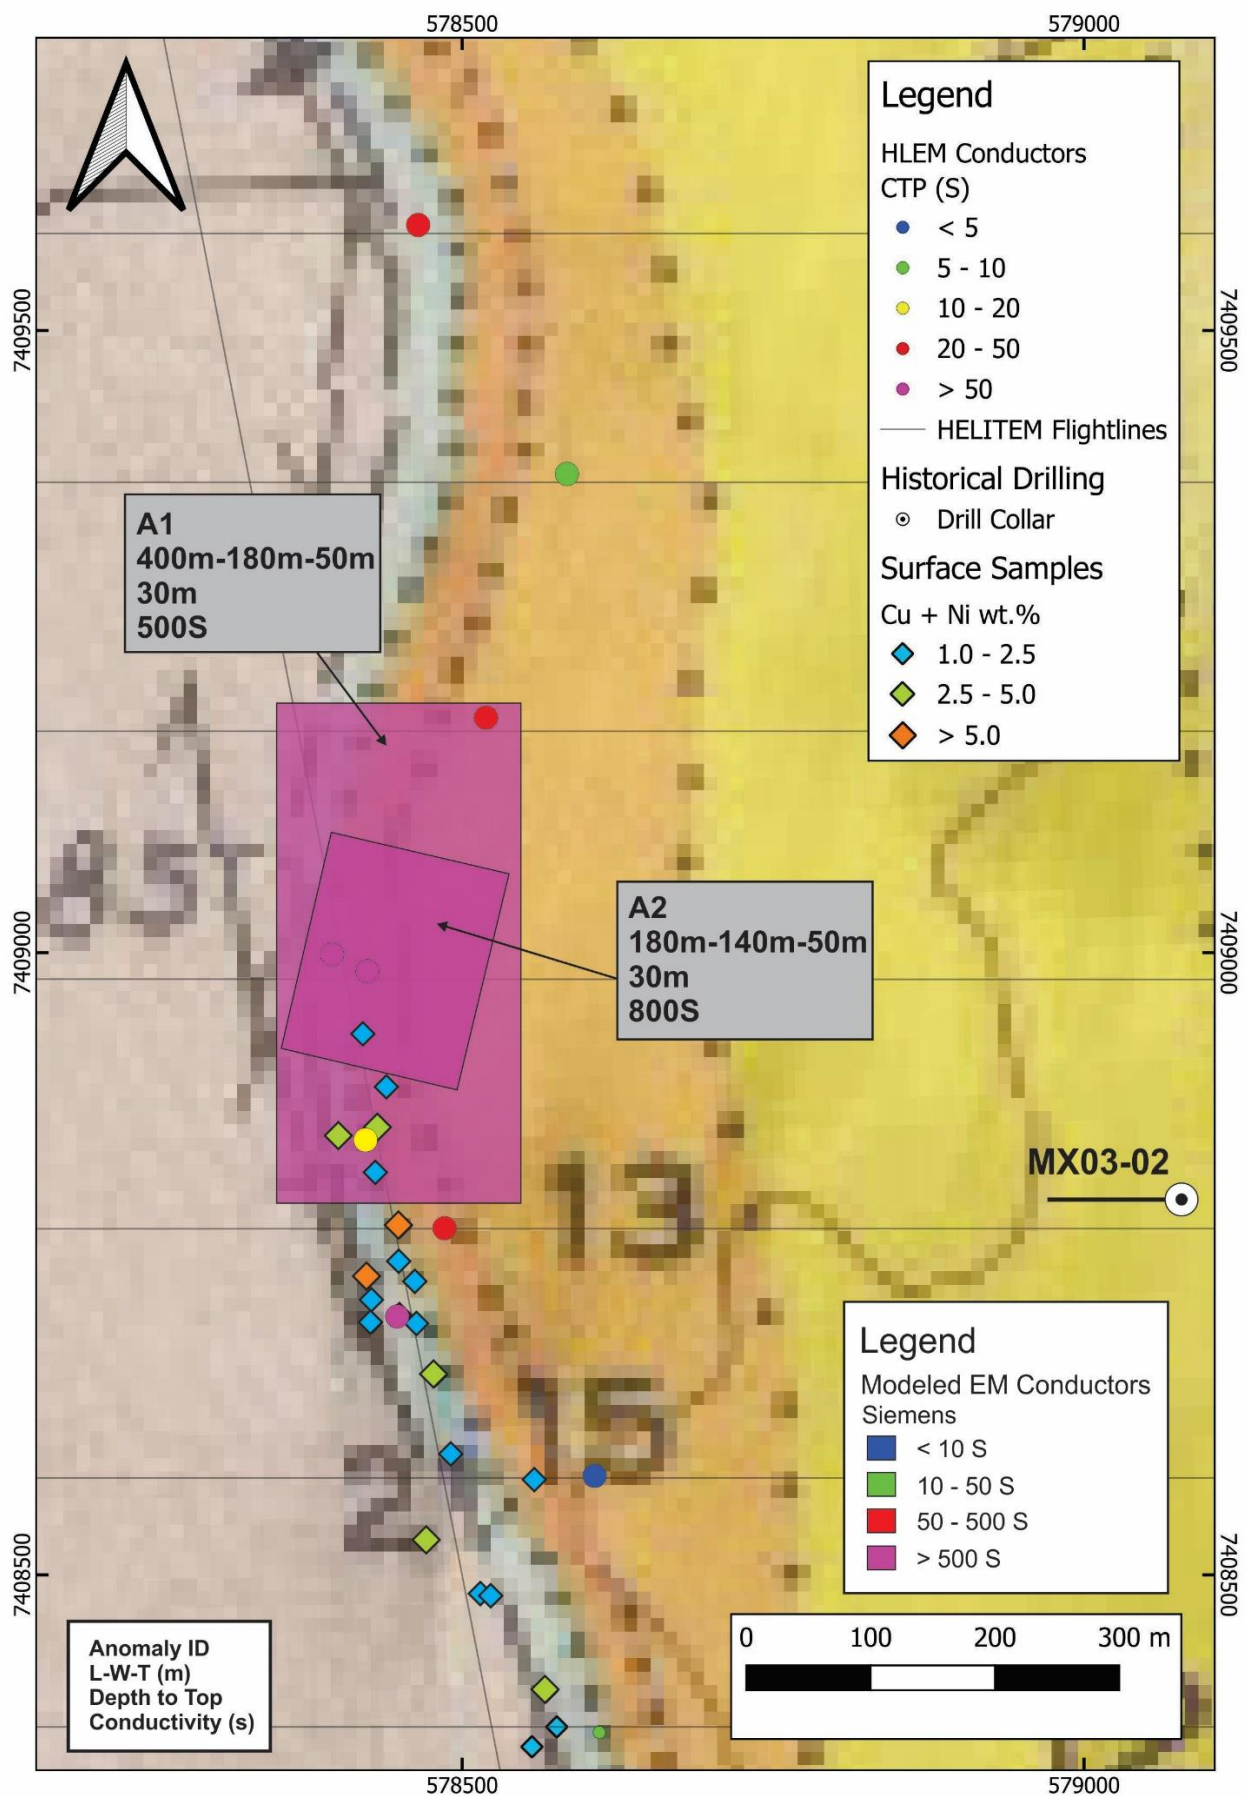 578500
579000
Legend
HLEM Conductors
CTP (S)
< 5
5 - 10
10 - 20
20 - 50
> 50
HELITEM Flightlines
Historical Drilling
Drill Collar
Surface Samples
Cu + Ni wt.%
1.0 - 2.5
2.5 - 5.0
> 5.0
7409500
7409500
A1
400m-180m-50m
30m
500S
85
A2
180m-140m-50m
30m
800S
7409000
7409000
13
MX03-02
15
2
Legend
Modeled EM Conductors
Siemens
< 10 S
10 - 50 S
50 - 500 S
> 500 S
7408500
7408500
Anomaly ID
L-W-T (m)
Depth to Top
Conductivity (s)
0 100 200 300 m
578500
579000